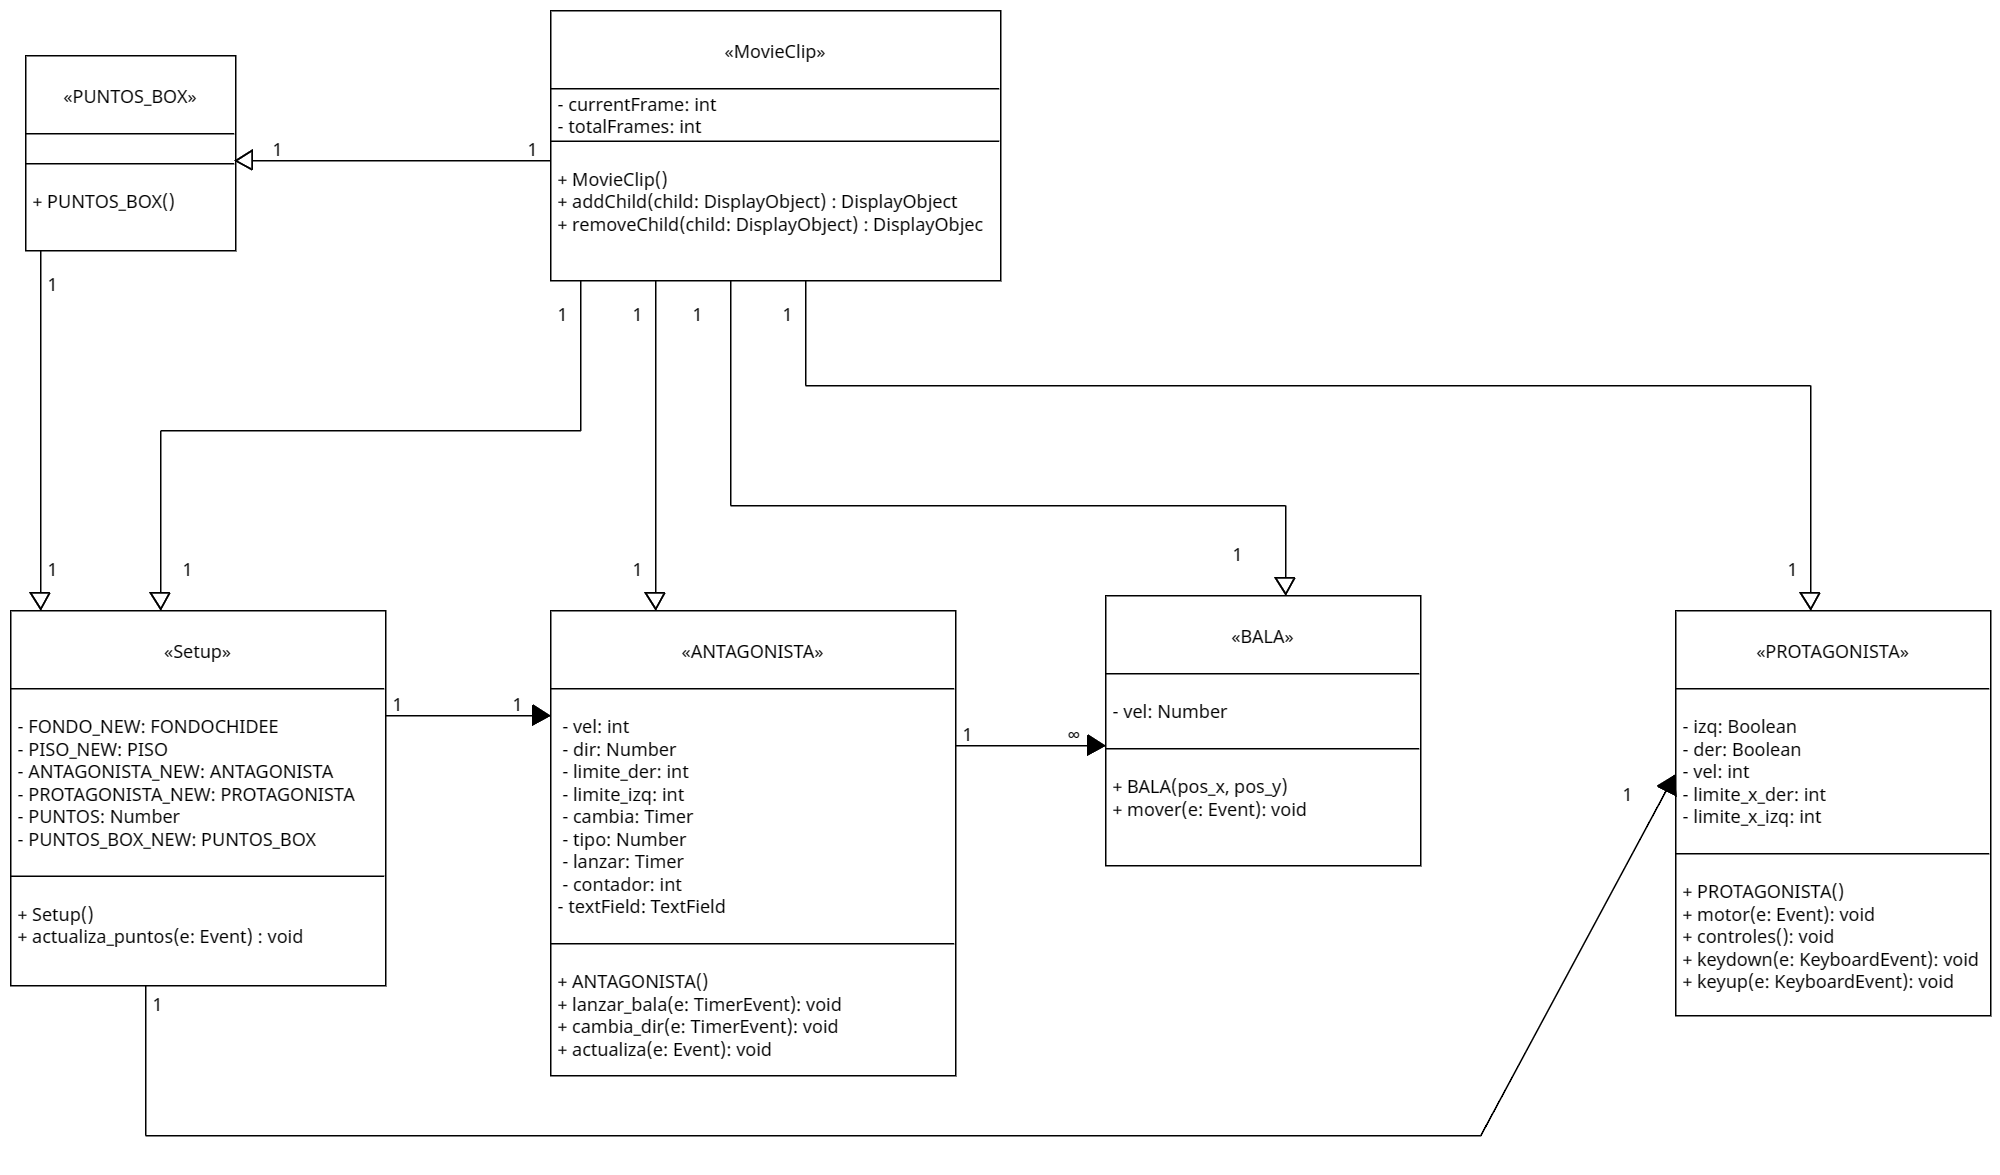 «MovieClip»
- currentFrame: int
- totalFrames: int
+ MovieClip()
+ addChild(child: DisplayObject) : DisplayObject
+ removeChild(child: DisplayObject) : DisplayObjec
«PUNTOS_BOX»
+ PUNTOS_BOX()
1
1
1
1
1
1
1
1
1
1
1
1
«Setup»
- FONDO_NEW: FONDOCHIDEE
- PISO_NEW: PISO
- ANTAGONISTA_NEW: ANTAGONISTA
- PROTAGONISTA_NEW: PROTAGONISTA
- PUNTOS: Number
- PUNTOS_BOX_NEW: PUNTOS_BOX
+ Setup()
+ actualiza_puntos(e: Event) : void
1
1
1
«ANTAGONISTA»
- vel: int
- dir: Number
- limite_der: int
- limite_izq: int
- cambia: Timer
- tipo: Number
- lanzar: Timer
- contador: int
- textField: TextField
+ ANTAGONISTA()
+ lanzar_bala(e: TimerEvent): void
+ cambia_dir(e: TimerEvent): void
+ actualiza(e: Event): void
1
∞
«BALA»
- vel: Number
+ BALA(pos_x, pos_y)
+ mover(e: Event): void
1
«PROTAGONISTA»
- izq: Boolean
- der: Boolean
- vel: int
- limite_x_der: int
- limite_x_izq: int
+ PROTAGONISTA()
+ motor(e: Event): void
+ controles(): void
+ keydown(e: KeyboardEvent): void
+ keyup(e: KeyboardEvent): void